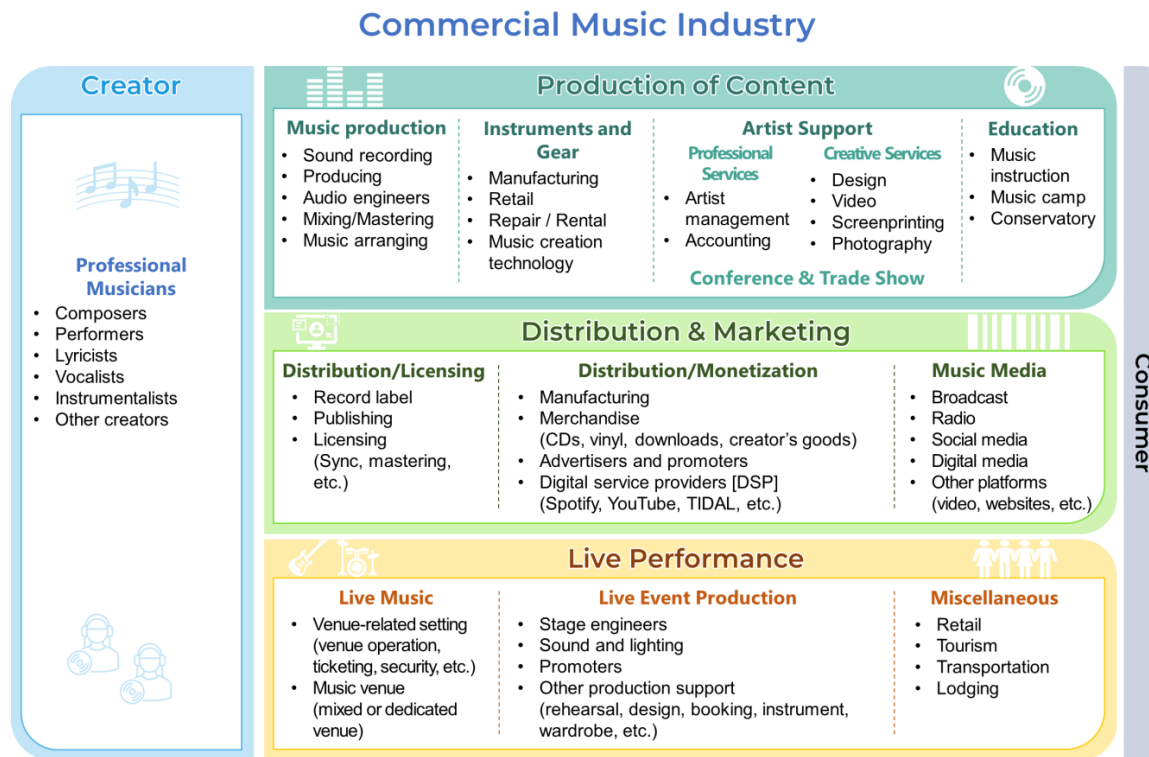 Commercial Music Industry
Creator
Professional
Musicians
• Composers
• Performers
• Lyricists
• Vocalists
• Instrumentalists
• Other creators
Production of Content
Music production
• Sound recording
• Producing
• Audio engineers
• Mixing/Mastering
• Music arranging
Instruments and
Gear
• Manufacturing
• Retail
• Repair / Rental
• Music creation
technology
Artist Support
Professional
Services
• Artist
management
• Accounting
Creative Services
• Design
• Video
• Screenprinting
• Photography
Conference & Trade Show
Education
• Music
instruction
• Music camp
• Conservatory
Distribution & Marketing
Distribution/Licensing
• Record label
• Publishing
• Licensing
(Sync, mastering,
etc.)
Distribution/Monetization
• Manufacturing
• Merchandise
(CDs, vinyl, downloads, creator's goods)
• Advertisers and promoters
• Digital service providers [DSP]
(Spotify, YouTube, TIDAL, etc.)
Music Media
• Broadcast
• Radio
• Social media
• Digital media
• Other platforms
(video, websites, etc.)
Live Performance
Live Music
• Venue-related setting
(venue operation,
ticketing, security, etc.)
• Music venue
(mixed or dedicated
venue)
Live Event Production
• Stage engineers
• Sound and lighting
• Promoters
• Other production support
(rehearsal, design, booking, instrument,
wardrobe, etc.)
Miscellaneous
• Retail
• Tourism
• Transportation
• Lodging
Consumer